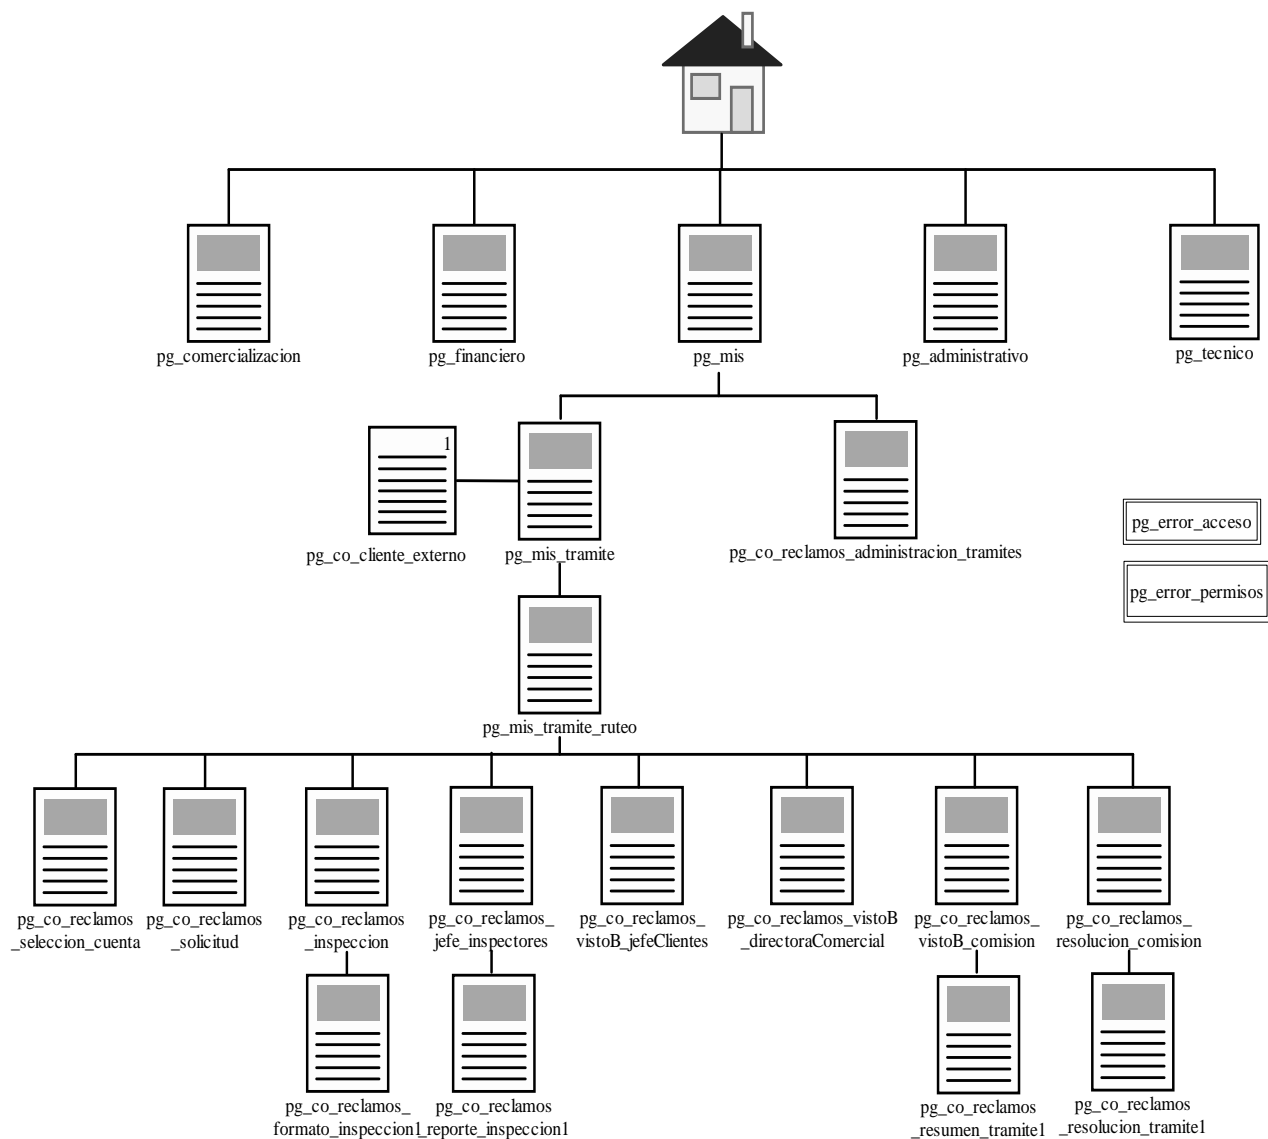 pg_comercializacion
pg_financiero
pg_mis
pg_administrativo
pg_tecnico
1
pg_co_cliente_externo
pg_mis_tramite
pg_co_reclamos_administracion_tramites
pg_error_acceso
pg_error_permisos
pg_mis_tramite_ruteo
pg_co_reclamos
_seleccion_cuenta
pg_co_reclamos
_solicitud
pg_co_reclamos
_inspeccion
pg_co_reclamos_
jefe_inspectores
pg_co_reclamos_
vistoB_jefeClientes
pg_co_reclamos_vistoB
_directoraComercial
pg_co_reclamos_
vistoB_comision
pg_co_reclamos_
resolucion_comision
pg_co_reclamos_
formato_inspeccion1
pg_co_reclamos
_reporte_inspeccion1
pg_co_reclamos
_resumen_tramite1
pg_co_reclamos
_resolucion_tramite1